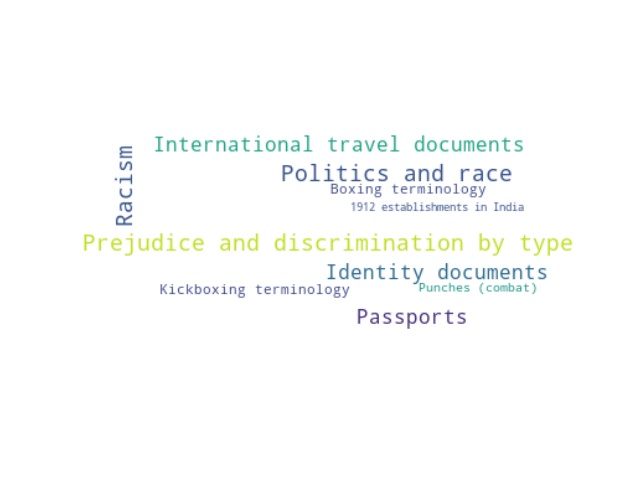 International travel documents
Racism
Politics and race
Boxing terminology
1912 establishments in India
Prejudice and discrimination by type
Identity documents
Kickboxing terminology
Punches (combat)
Passports